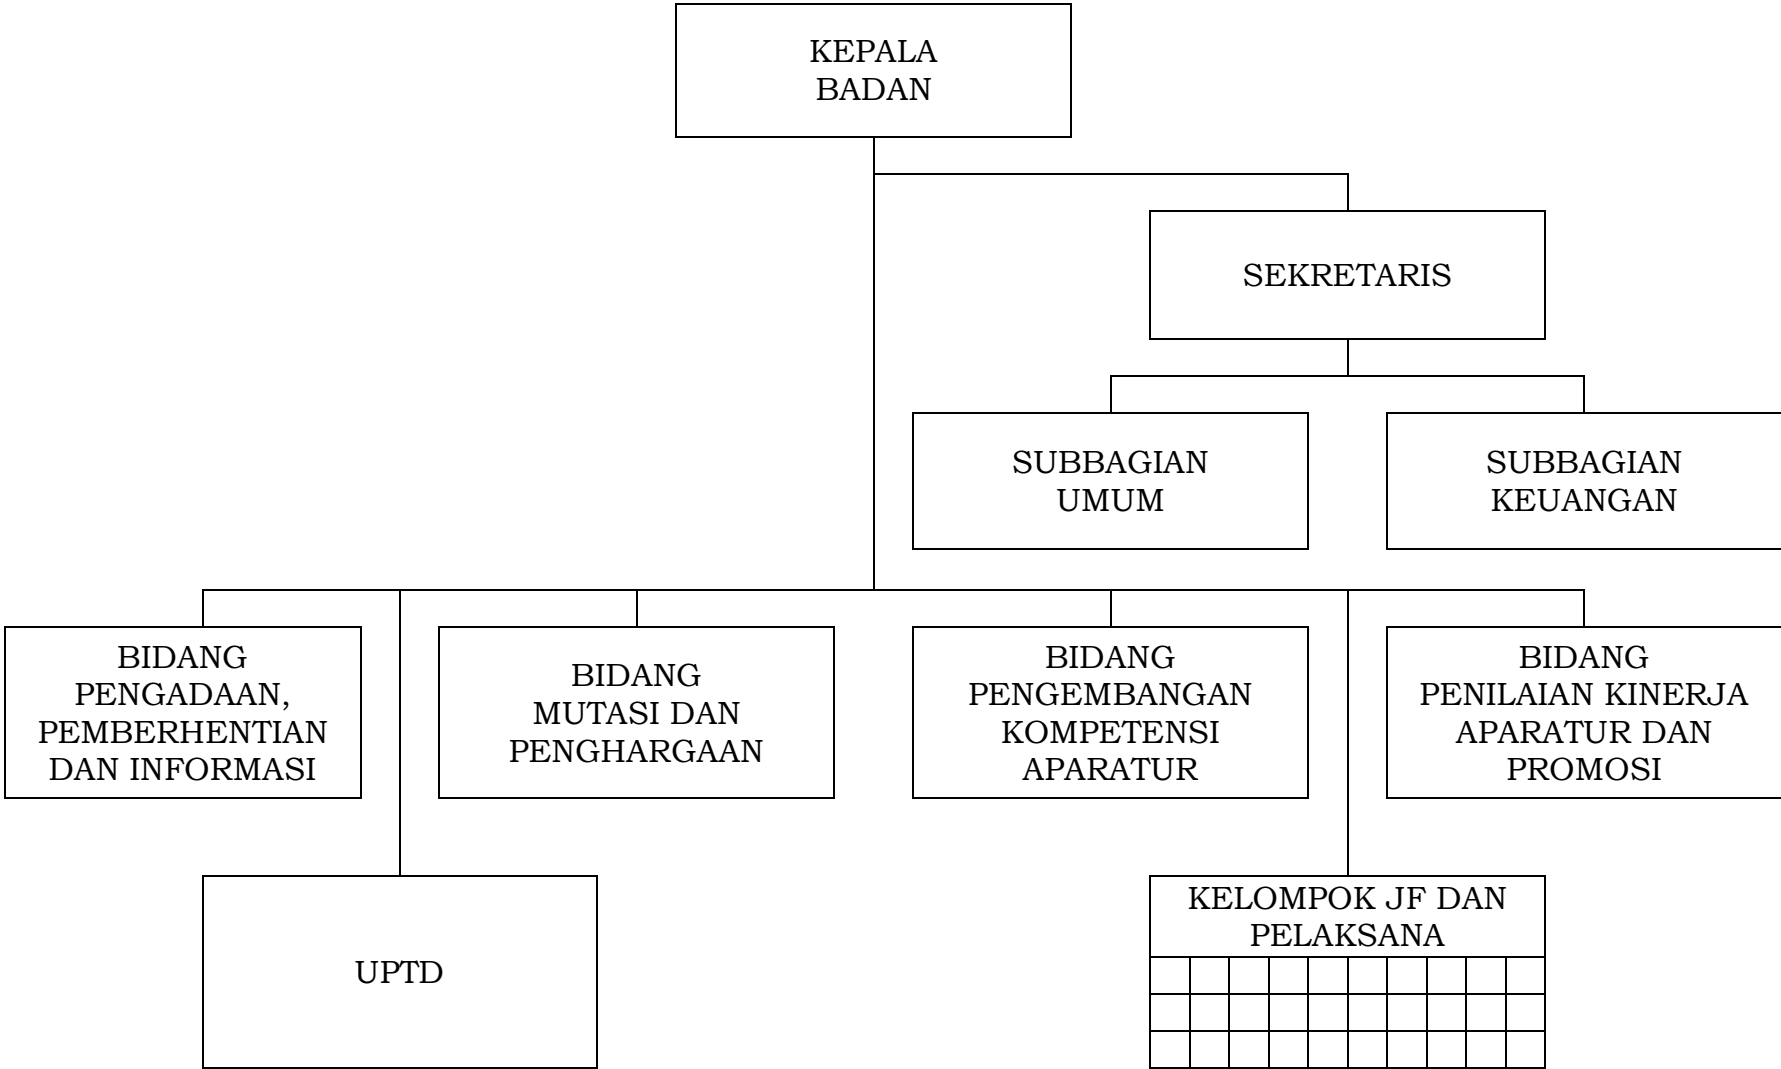 KEPALA
BADAN
SEKRETARIS
SUBBAGIAN
UMUM
SUBBAGIAN
KEUANGAN
BIDANG
PENGADAAN,
PEMBERHENTIAN
DAN INFORMASI
BIDANG
MUTASI DAN
PENGHARGAAN
BIDANG
PENGEMBANGAN
KOMPETENSI
APARATUR
BIDANG
PENILAIAN KINERJA
APARATUR DAN
PROMOSI
UPTD
KELOMPOK JF DAN
PELAKSANA